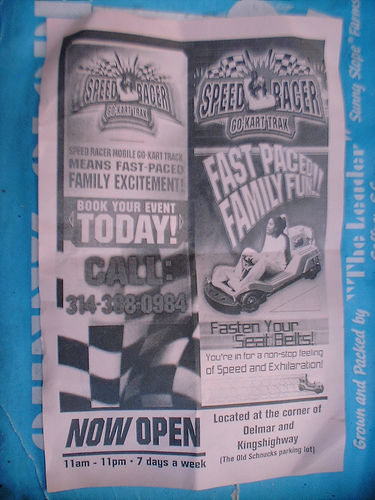 SPEED RACER
GO-KART TRAK
SPEED RACER MOBILE GO-KART TRACK
MEANS FAST-PACED
FAMILY EXCITEMENT!
BOOK YOUR EVENT
TODAY!
CALL:
314-388-0984
NOW OPEN
11am - 11pm · 7 days a week
SPEED RACER
GO-KART TRAK
FAST PACED
FAMILY FUN!!
Fasten Your
Seat Belts!
You're in for a non-stop feeling
of Speed and Exhilaration!
Located at the corner of
Delmar and
Kingshighway
(The Old Schnucks parking lot)
Grown and Packed by
"The Leader"
Sunny Slope® Farms